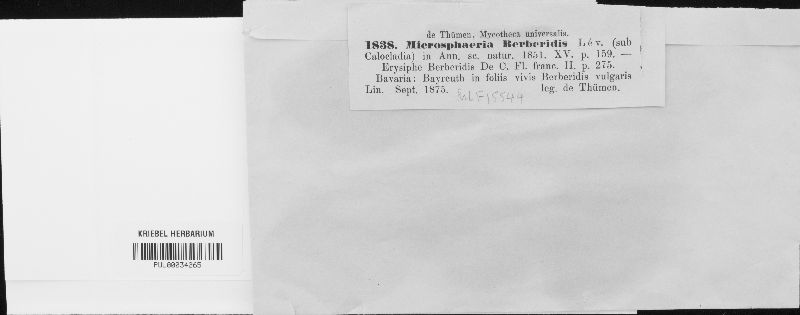 de Thümen, Mycotheca universalis.
1838. Microsphaeria Berberidis Lév. (sub
Calocladia) in Ann. sc. natur. 1851. XV. p. 159. —
Erysiphe Berberidis De C. Fl. franc. II. p. 275.
Bavaria: Bayreuth in foliis vivis Berberidis vulgaris
Lin. Sept. 1875. leg. de Thümen.
KRIEBEL HERBARIUM
PUL00034265